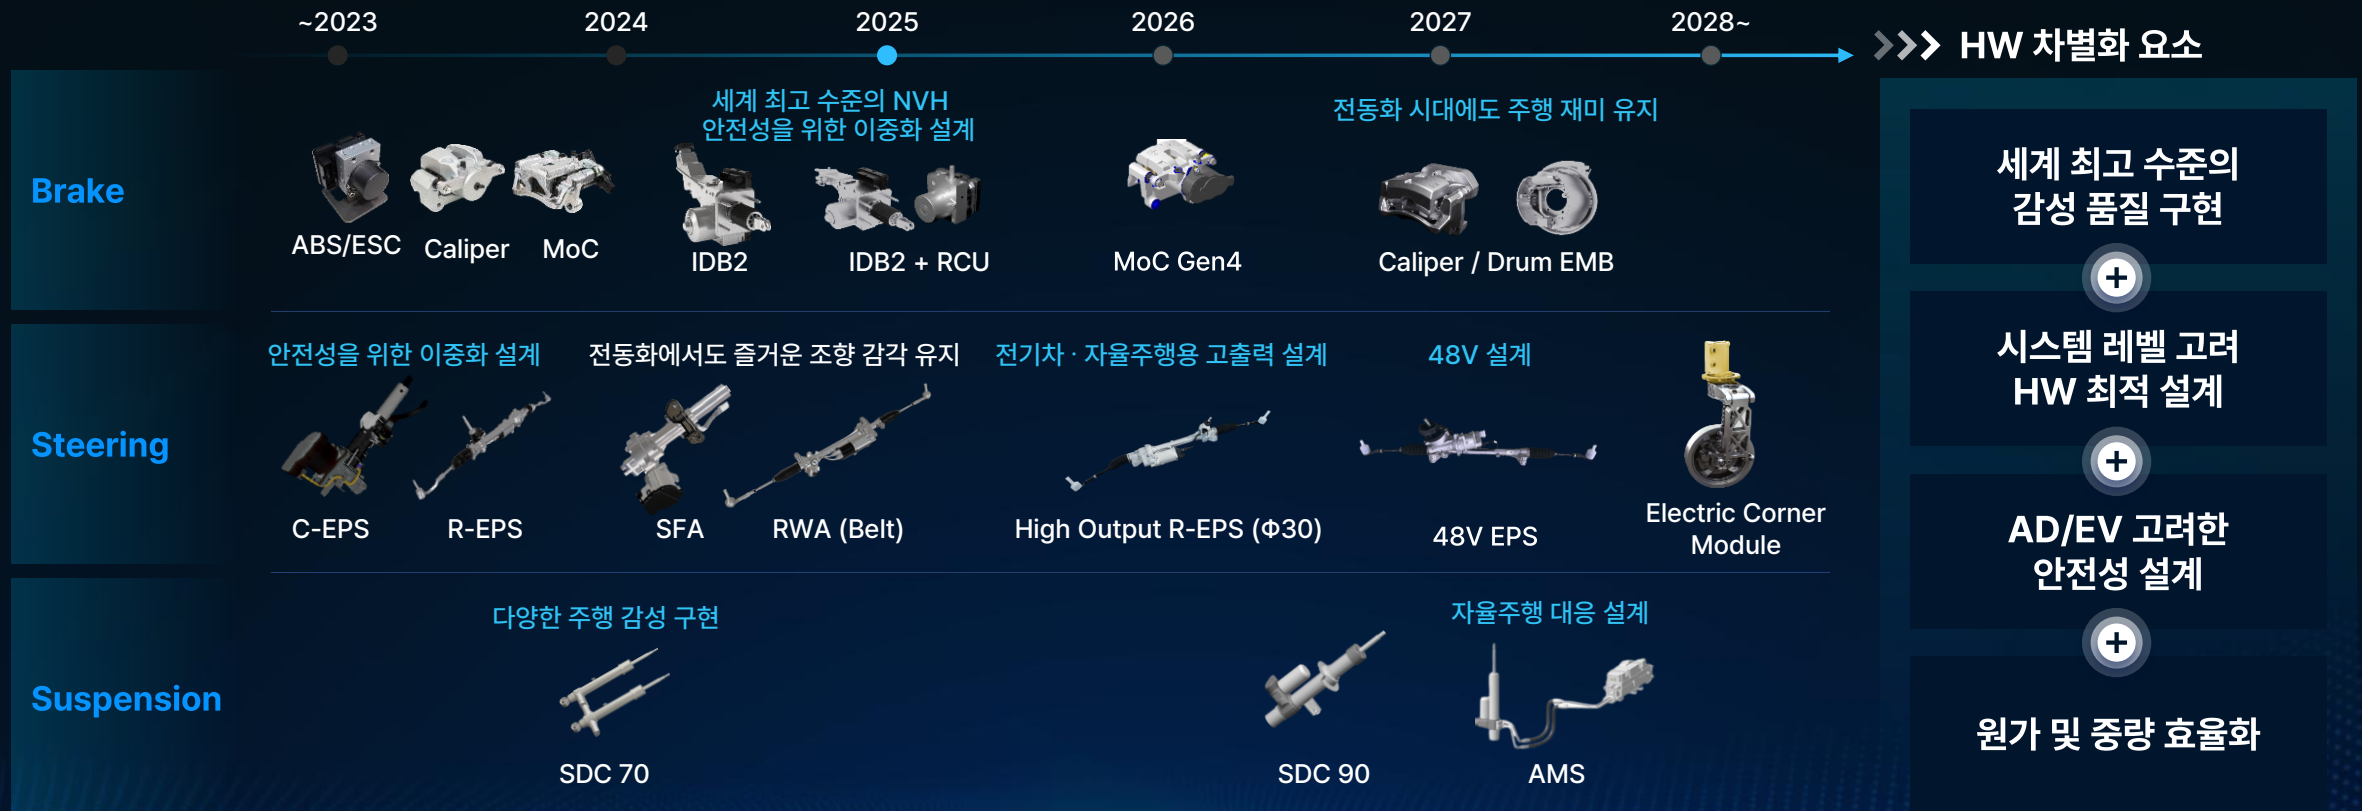 ~2023
2024
2025
2026
2027
2028~
HW 차별화 요소
Brake
세계 최고 수준의 NVH
안전성을 위한 이중화 설계
전동화 시대에도 주행 재미 유지
ABS/ESC
Caliper
MoC
IDB2
IDB2 + RCU
MoC Gen4
Caliper / Drum EMB
Steering
안전성을 위한 이중화 설계
전동화에서도 즐거운 조향 감각 유지
전기차 · 자율주행용 고출력 설계
48V 설계
C-EPS
R-EPS
SFA
RWA (Belt)
High Output R-EPS (Φ30)
48V EPS
Electric Corner
Module
Suspension
다양한 주행 감성 구현
자율주행 대응 설계
SDC 70
SDC 90
AMS
세계 최고 수준의
감성 품질 구현
+
시스템 레벨 고려
HW 최적 설계
+
AD/EV 고려한
안전성 설계
+
원가 및 중량 효율화